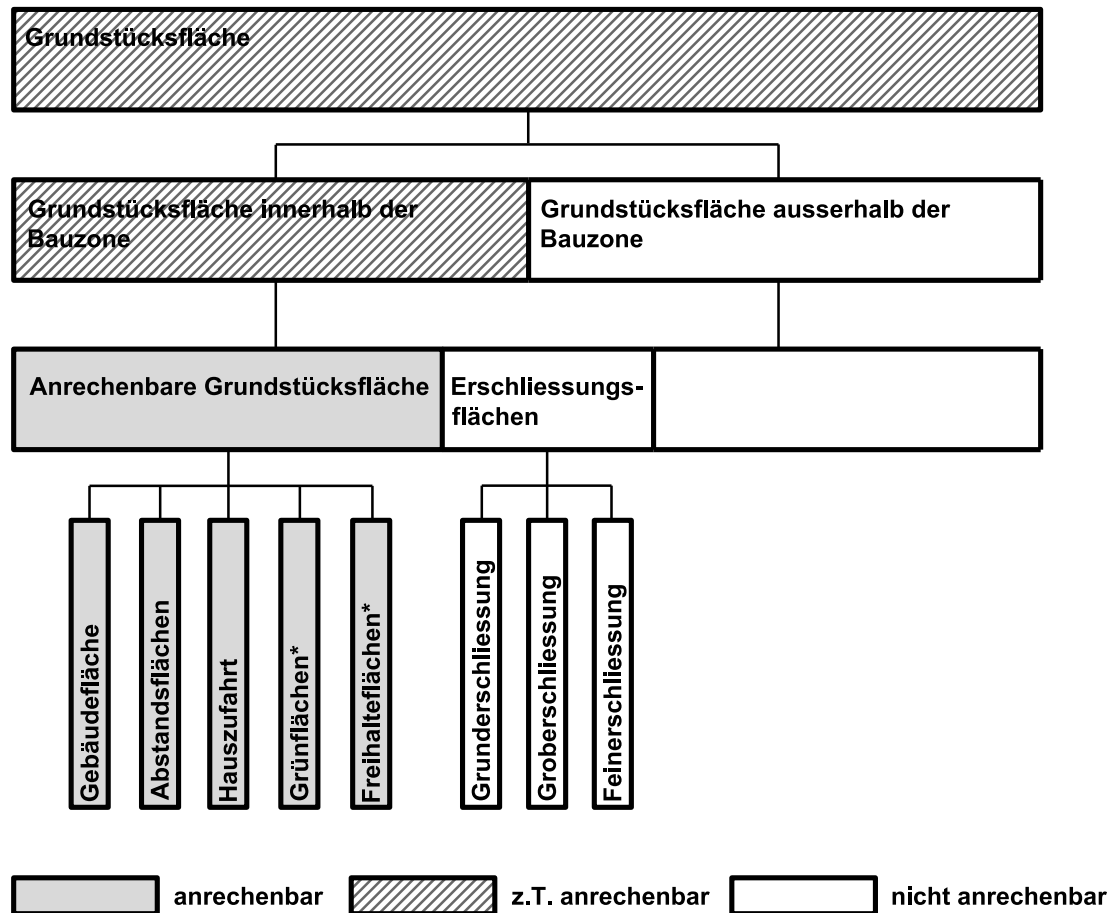 Grundstücksfläche
Grundstücksfläche innerhalb der
Bauzone
Grundstücksfläche ausserhalb der
Bauzone
Anrechenbare Grundstücksfläche
Erschliessungs-
flächen
Gebäudefläche
Abstandsflächen
Hauszufahrt
Grünflächen*
Freihalteflächen*
Grunderschliessung
Groberschliessung
Feinerschliessung
anrechenbar
z.T. anrechenbar
nicht anrechenbar